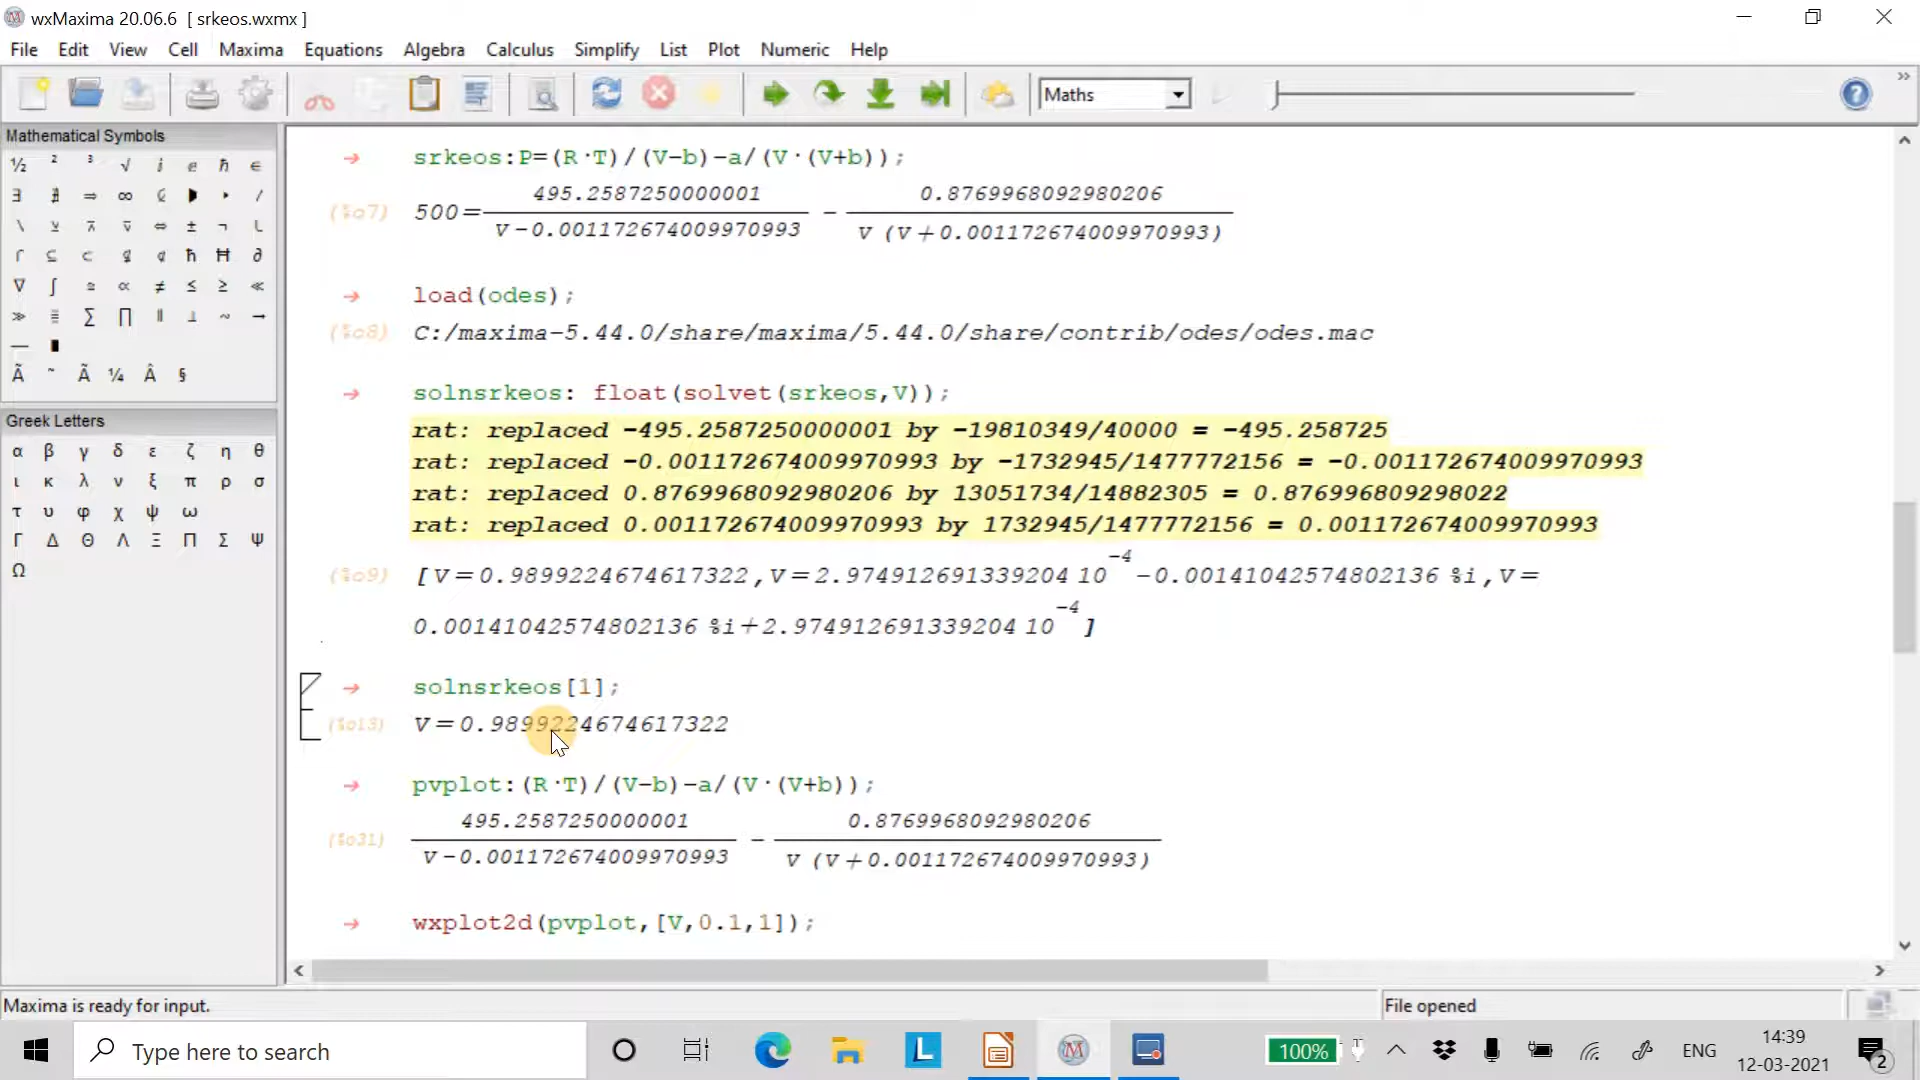 wxMaxima 20.06.6 [ srkeos.wxmx ]
File Edit View Cell Maxima Equations Algebra Calculus Simplify List Plot Numeric Help
Maths
Mathematical Symbols
Greek Letters
α β γ δ ε ζ η θ
ι κ λ ν ξ π ρ σ
τ υ φ χ ψ ω
Γ Δ Θ Λ Ξ Π Σ Ψ
Ω
srkeos:P=(R·T)/(V-b)-a/(V·(V+b));
(%o7) 500=495.2587250000001/(V-0.001172674009970993) - 0.8769968092980206/(V (V+0.001172674009970993))
load(odes);
(%o8) C:/maxima-5.44.0/share/maxima/5.44.0/share/contrib/odes/odes.mac
solnsrkeos: float(solvet(srkeos,V));
rat: replaced -495.2587250000001 by -19810349/40000 = -495.258725
rat: replaced -0.001172674009970993 by -1732945/1477772156 = -0.001172674009970993
rat: replaced 0.8769968092980206 by 13051734/14882305 = 0.876996809298022
rat: replaced 0.001172674009970993 by 1732945/1477772156 = 0.001172674009970993
(%o9) [V=0.9899224674617322,V=2.974912691339204 10^-4-0.00141042574802136 %i,V=
0.00141042574802136 %i+2.974912691339204 10^-4]
solnsrkeos[1];
(%o13) V=0.9899224674617322
pvplot:(R·T)/(V-b)-a/(V·(V+b));
(%o31) 495.2587250000001/(V-0.001172674009970993) - 0.8769968092980206/(V (V+0.001172674009970993))
wxplot2d(pvplot,[V,0.1,1]);
Maxima is ready for input.
File opened
Type here to search
100%
ENG
14:39
12-03-2021
2